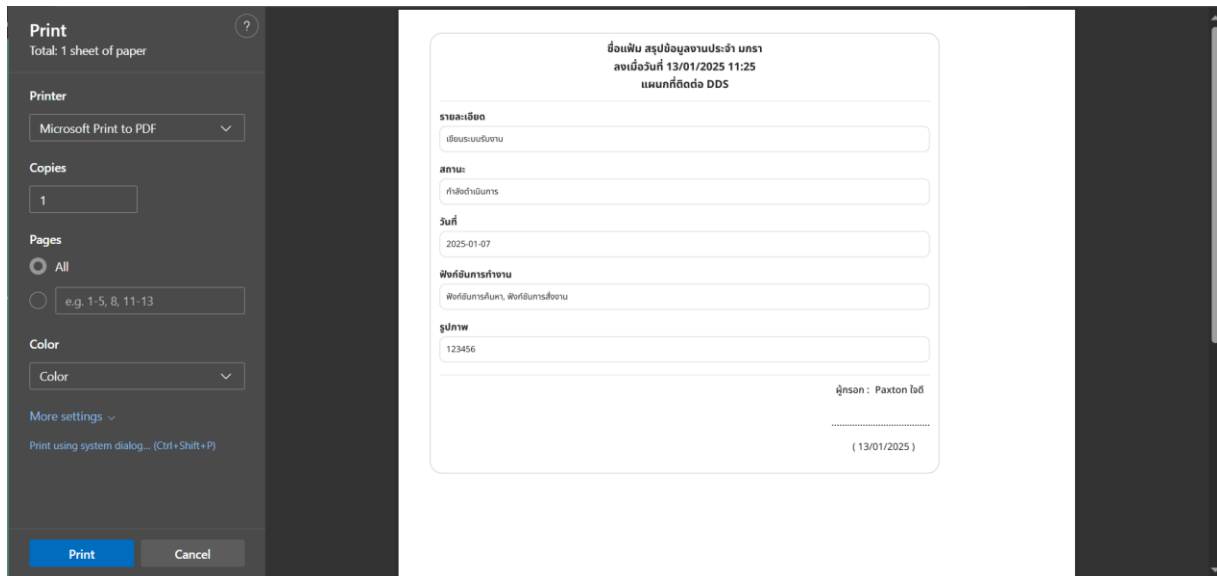 Print
?
Total: 1 sheet of paper
Printer
Microsoft Print to PDF
Copies
1
Pages
All
e.g. 1-5, 8, 11-13
Color
Color
More settings
Print using system dialog... (Ctrl+Shift+P)
Print
Cancel
ชื่อแฟ้ม สรุปข้อมูลงานประจำ มกรา
ลงเมื่อวันที่ 13/01/2025 11:25
แผนกที่ติดต่อ DDS
รายละเอียด
เขียนระบบรับงาน
สถานะ
กำลังดำเนินการ
วันที่
2025-01-07
ฟังก์ชันการทำงาน
ฟังก์ชันการค้นหา, ฟังก์ชันการสั่งงาน
รูปภาพ
123456
ผู้กรอก : Paxton ใจดี
....................................
( 13/01/2025 )